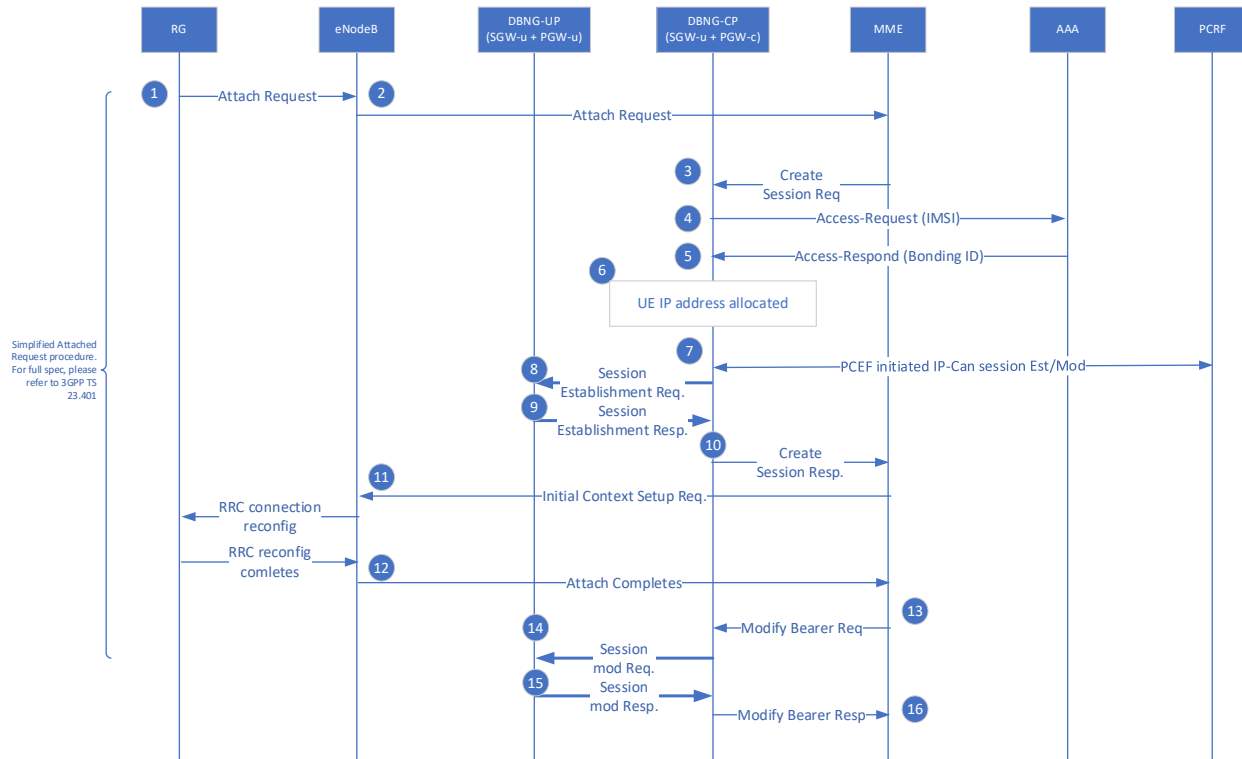 RG
eNodeB
DBNG-UP
(SGW-u + PGW-u)
DBNG-CP
(SGW-u + PGW-c)
MME
AAA
PCRF
1
Attach Request
2
Attach Request
3
Create
Session Req
4
Access-Request (IMSI)
5
Access-Respond (Bonding ID)
6
UE IP address allocated
Simplified Attached
Request procedure.
For full spec, please
refer to 3GPP TS
23.401
7
PCEF initiated IP-Can session Est/Mod
8
Session
Establishment Req.
9
Session
Establishment Resp.
10
Create
Session Resp.
11
Initial Context Setup Req.
RRC connection
reconfig
RRC reconfig
comletes
12
Attach Completes
13
Modify Bearer Req
14
Session
mod Req.
15
Session
mod Resp.
Modify Bearer Resp
16